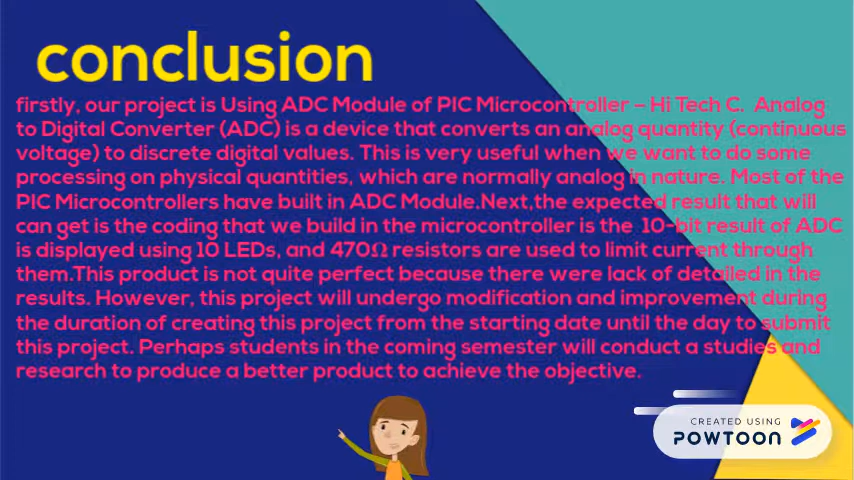 conclusion
firstly, our project is Using ADC Module of PIC Microcontroller – Hi Tech C. Analog
to Digital Converter (ADC) is a device that converts an analog quantity (continuous
voltage) to discrete digital values. This is very useful when we want to do some
processing on physical quantities, which are normally analog in nature. Most of the
PIC Microcontrollers have built in ADC Module.Next,the expected result that will
can get is the coding that we build in the microcontroller is the 10-bit result of ADC
is displayed using 10 LEDs, and 470Ω resistors are used to limit current through
them.This product is not quite perfect because there were lack of detailed in the
results. However, this project will undergo modification and improvement during
the duration of creating this project from the starting date until the day to submit
this project. Perhaps students in the coming semester will conduct a studies and
research to produce a better product to achieve the objective.
CREATED USING
POWTOON